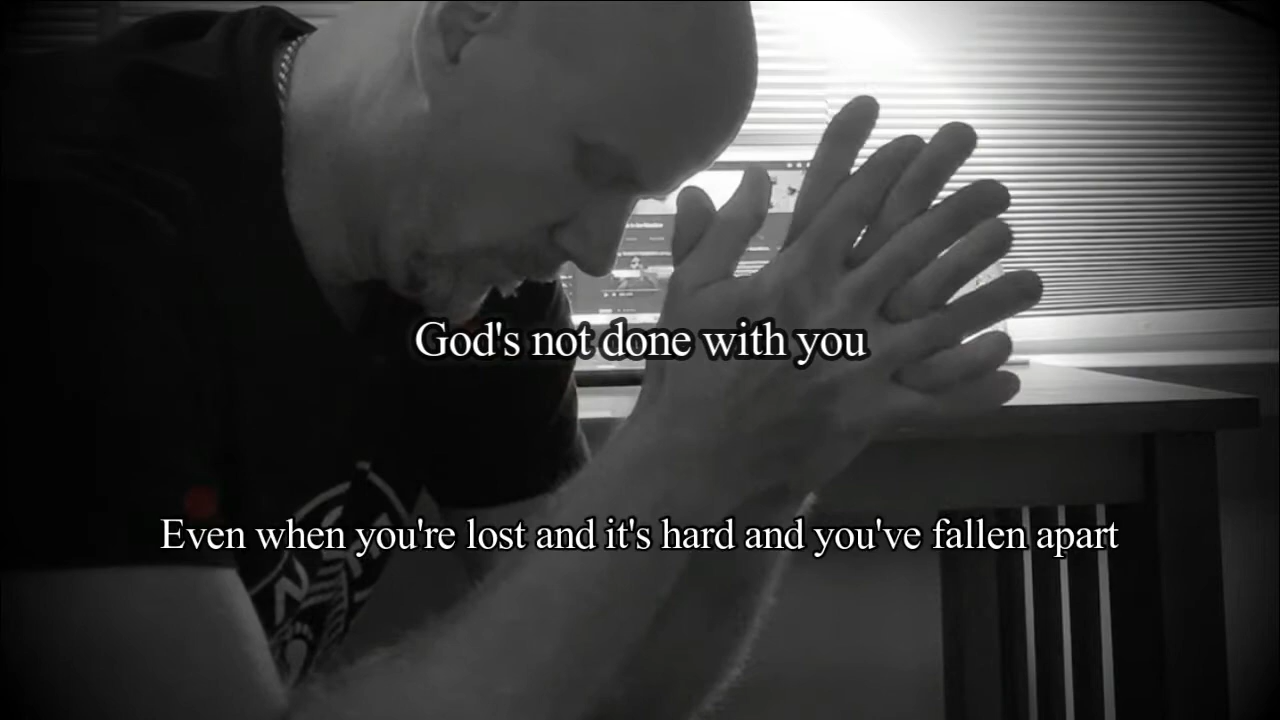 God's not done with you
Even when you're lost and it's hard and you've fallen apart